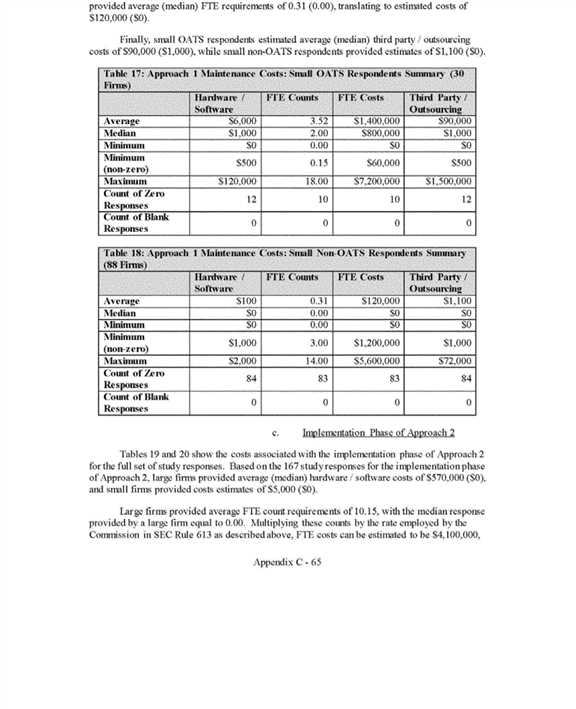 provided average (median) FTE requirements of 0.31 (0.00), translating to estimated costs of
$120,000 ($0).
Finally, small OATS respondents estimated average (median) third party / outsourcing
costs of $90,000 ($1,000), while small non-OATS respondents provided estimates of $1,100 ($0).
Table 17: Approach 1 Maintenance Costs: Small OATS Respondents Summary (30
Firms)
Hardware / FTE Counts FTE Costs Third Party /
Software Outsourcing
Average $6,000 3.52 $1,400,000 $90,000
Median $1,000 2.00 $800,000 $1,000
Minimum $0 0.00 $0 $0
Minimum
(non-zero) $500 0.15 $60,000 $500
Maximum $120,000 18.00 $7,200,000 $1,500,000
Count of Zero
Responses 12 10 10 12
Count of Blank
Responses 0 0 0 0
Table 18: Approach 1 Maintenance Costs: Small Non-OATS Respondents Summary
(88 Firms)
Hardware / FTE Counts FTE Costs Third Party /
Software Outsourcing
Average $100 0.31 $120,000 $1,100
Median $0 0.00 $0 $0
Minimum $0 0.00 $0 $0
Minimum
(non-zero) $1,000 3.00 $1,200,000 $1,000
Maximum $2,000 14.00 $5,600,000 $72,000
Count of Zero
Responses 84 83 83 84
Count of Blank
Responses 0 0 0 0
c. Implementation Phase of Approach 2
Tables 19 and 20 show the costs associated with the implementation phase of Approach 2
for the full set of study responses. Based on the 167 study responses for the implementation phase
of Approach 2, large firms provided average (median) hardware / software costs of $570,000 ($0),
and small firms provided costs estimates of $5,000 ($0).
Large firms provided average FTE count requirements of 10.15, with the median response
provided by a large firm equal to 0.00. Multiplying these counts by the rate employed by the
Commission in SEC Rule 613 as described above, FTE costs can be estimated to be $4,100,000,
Appendix C - 65